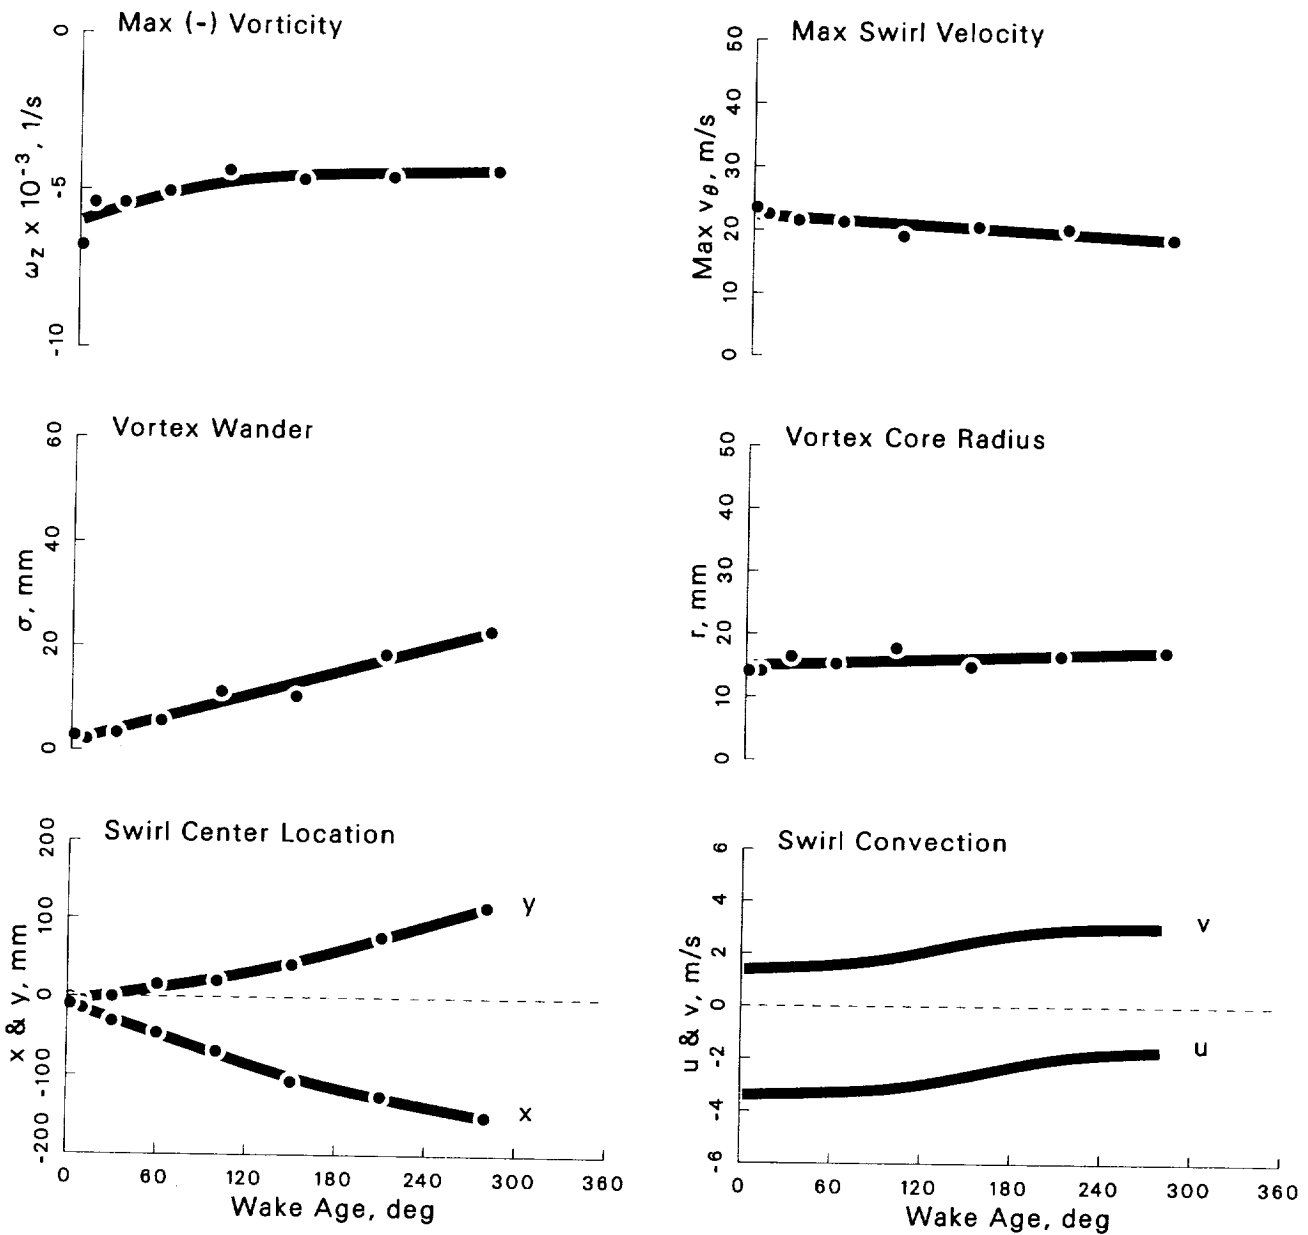 Max (-) Vorticity
0
-5
-10
ω_z x 10^-3, 1/s
Max Swirl Velocity
50
40
30
20
10
0
Max v_θ, m/s
Vortex Wander
60
40
20
0
σ, mm
Vortex Core Radius
50
40
30
20
10
0
r, mm
Swirl Center Location
200
100
0
-100
-200
x & y, mm
y
x
0 60 120 180 240 300 360
Wake Age, deg
Swirl Convection
6
4
2
0
-2
-4
-6
u & v, m/s
v
u
0 60 120 180 240 300 360
Wake Age, deg